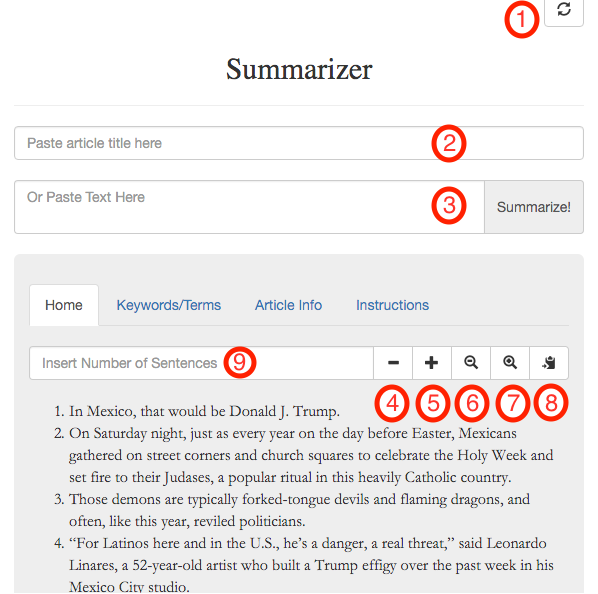 1
Summarizer
Paste article title here 2
Or Paste Text Here 3 Summarize!
Home Keywords/Terms Article Info Instructions
Insert Number of Sentences 9
4 5 6 7 8
1. In Mexico, that would be Donald J. Trump.
2. On Saturday night, just as every year on the day before Easter, Mexicans
gathered on street corners and church squares to celebrate the Holy Week and
set fire to their Judases, a popular ritual in this heavily Catholic country.
3. Those demons are typically forked-tongue devils and flaming dragons, and
often, like this year, reviled politicians.
4. “For Latinos here and in the U.S., he’s a danger, a real threat,” said Leonardo
Linares, a 52-year-old artist who built a Trump effigy over the past week in his
Mexico City studio.